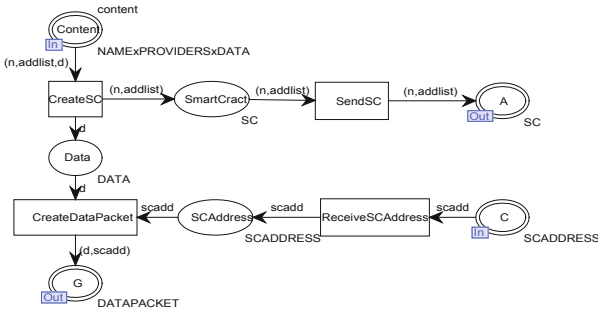 content
Content
In
NAMExPROVIDERSxDATA
(n,addlist,d)
CreateSC
(n,addlist)
SmartCract
SC
(n,addlist)
SendSC
(n,addlist)
A
Out
SC
d
Data
DATA
d
CreateDataPacket
scadd
SCAddress
SCADDRESS
scadd
ReceiveSCAddress
scadd
C
In
SCADDRESS
(d,scadd)
G
Out
DATAPACKET